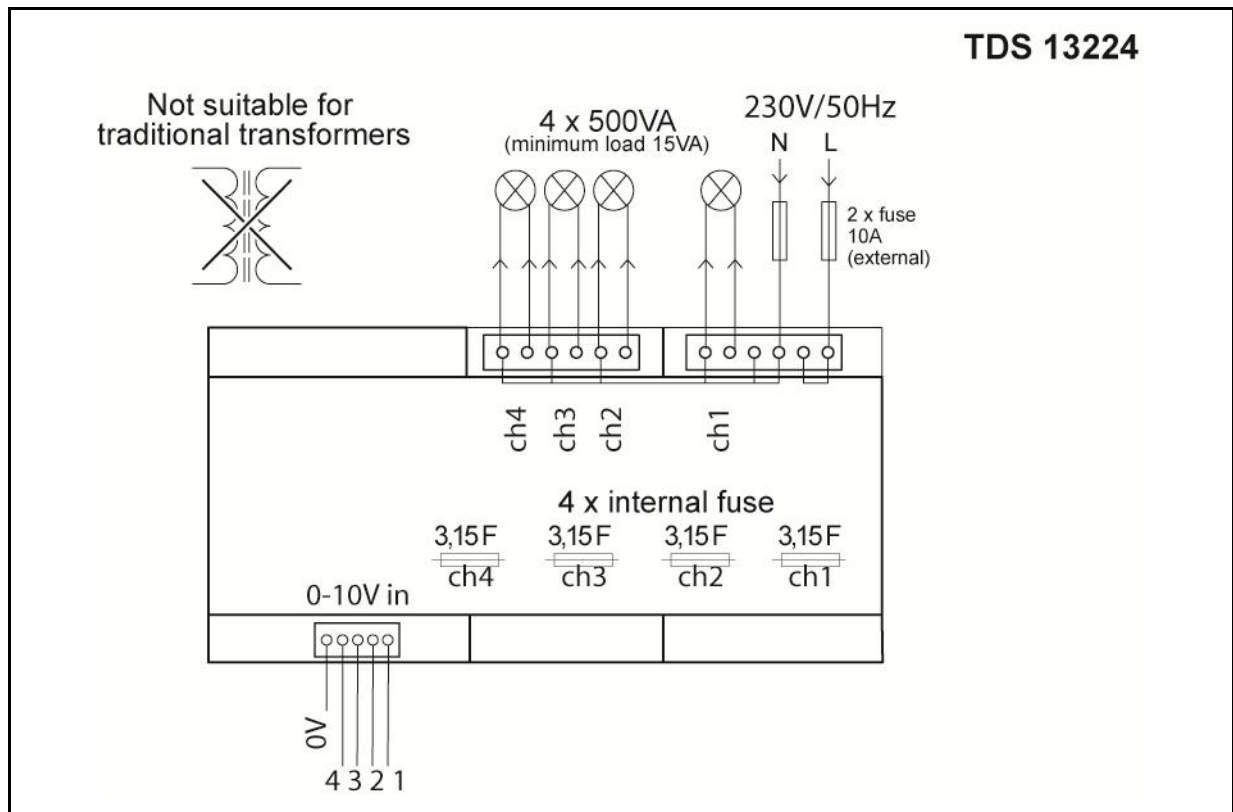 TDS 13224
Not suitable for
traditional transformers
4 x 500VA
(minimum load 15VA)
230V/50Hz
N L
2 x fuse
10A
(external)
ch4 ch3 ch2 ch1
4 x internal fuse
3,15F 3,15F 3,15F 3,15F
ch4 ch3 ch2 ch1
0-10V in
0V
4 3 2 1